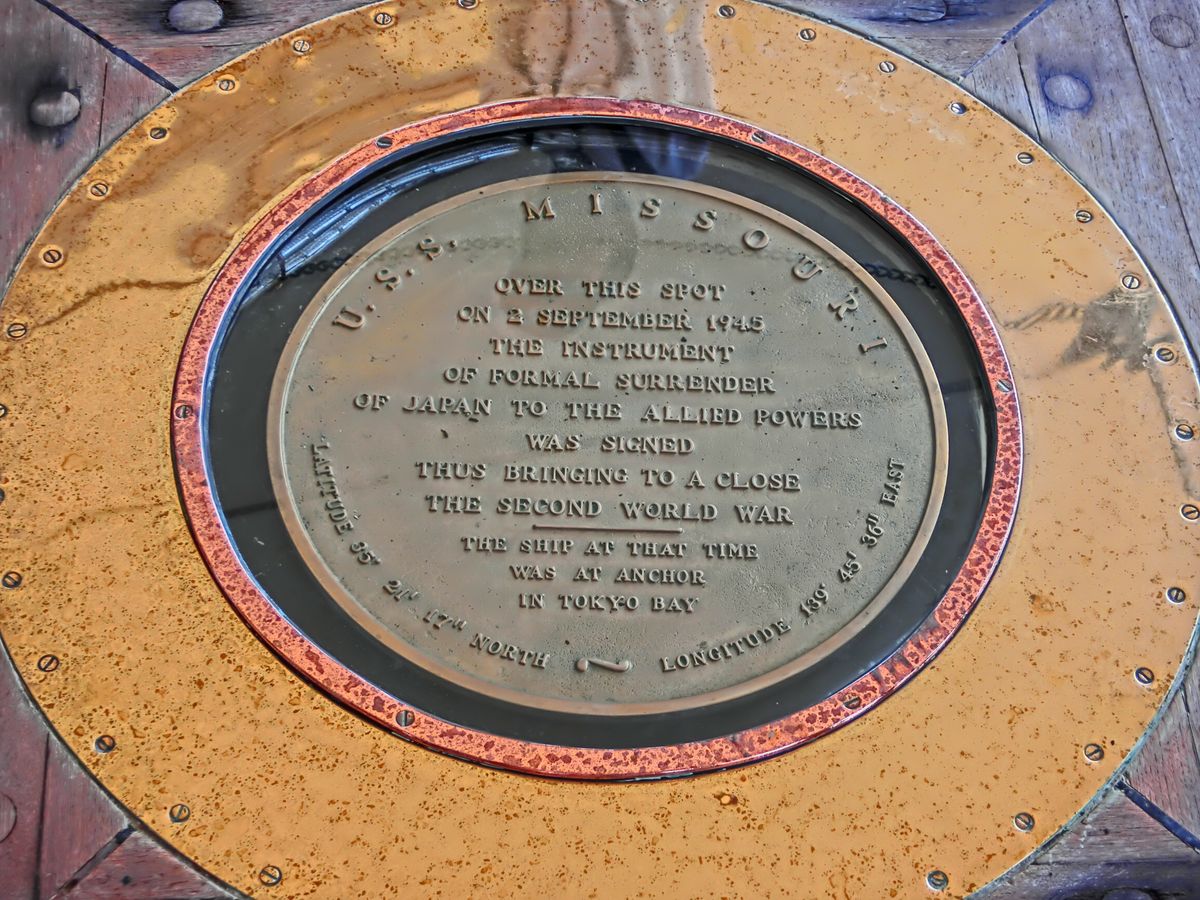 U.S.S. MISSOURI
OVER THIS SPOT
ON 2 SEPTEMBER 1945
THE INSTRUMENT
OF FORMAL SURRENDER
OF JAPAN TO THE ALLIED POWERS
WAS SIGNED
THUS BRINGING TO A CLOSE
THE SECOND WORLD WAR
THE SHIP AT THAT TIME
WAS AT ANCHOR
IN TOKYO BAY
LATITUDE 35° 21' 17" NORTH ~ LONGITUDE 139° 45' 36" EAST